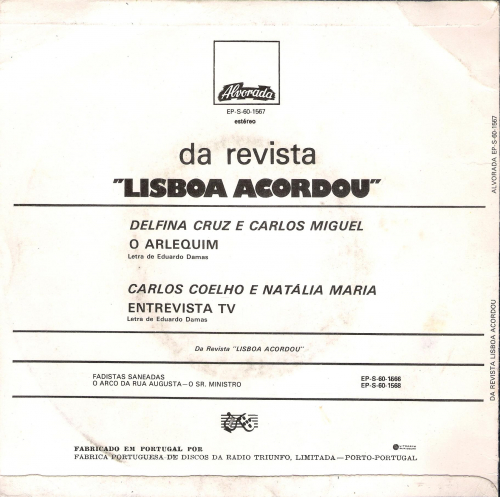 Alvorada
EP-S-60-1567
estéreo
da revista
"LISBOA ACORDOU"
DELFINA CRUZ E CARLOS MIGUEL
O ARLEQUIM
Letra de Eduardo Damas
CARLOS COELHO E NATÁLIA MARIA
ENTREVISTA TV
Letra de Eduardo Damas
Da Revista "LISBOA ACORDOU"
FADISTAS SANEADAS EP-S-60-1666
O ARCO DA RUA AUGUSTA—O SR. MINISTRO EP-S-60-1568
FABRICADO EM PORTUGAL POR
FABRICA PORTUGUESA DE DISCOS DA RADIO TRIUNFO, LIMITADA—PORTO-PORTUGAL
ALVORADA EP-S-60-1567
DA REVISTA LISBOA ACORDOU